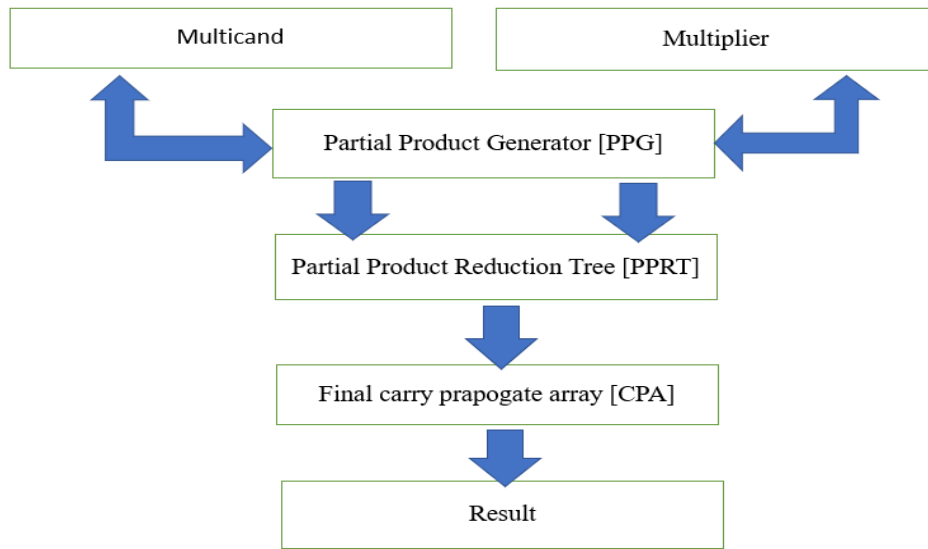 Multicand
Multiplier
Partial Product Generator [PPG]
Partial Product Reduction Tree [PPRT]
Final carry prapogate array [CPA]
Result